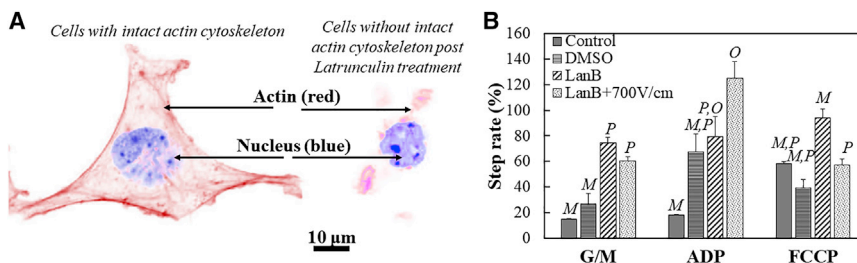 A
Cells with intact actin cytoskeleton
Cells without intact
actin cytoskeleton post
Latrunculin treatment
Actin (red)
Nucleus (blue)
10 µm
B
Step rate (%)
160
140
120
100
80
60
40
20
0
Control
DMSO
LanB
LanB+700V/cm
M
M
P
P
M
M,P
P,O
O
M,P
M,P
M
P
G/M
ADP
FCCP